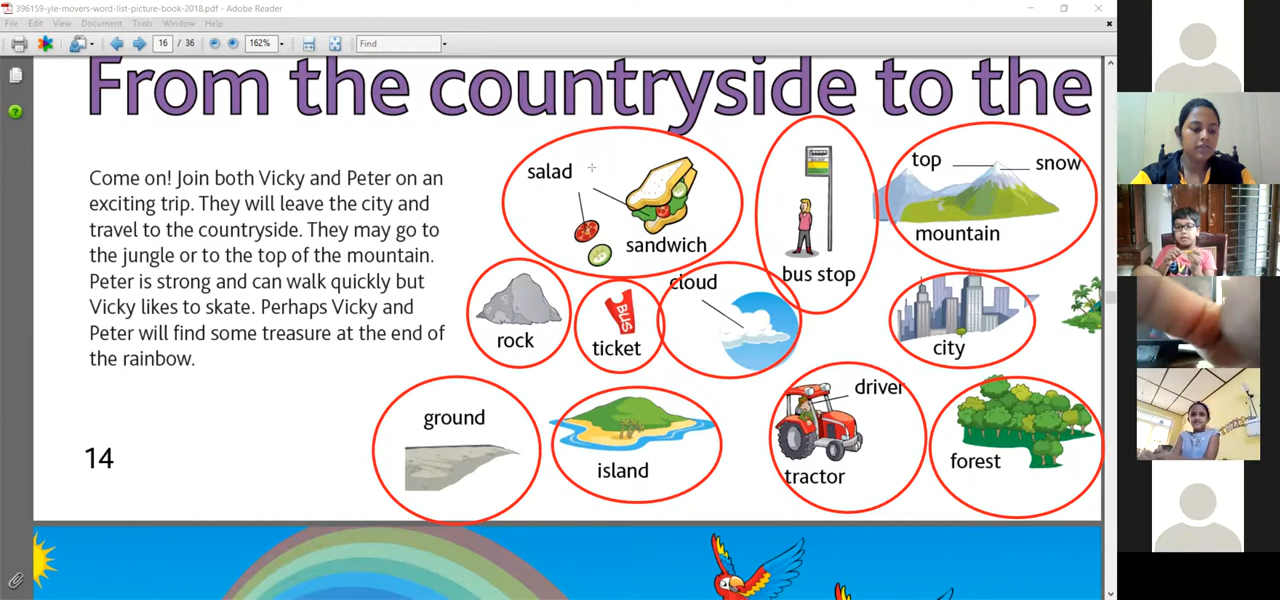 396159-yle-movers-word-list-picture-book-2018.pdf - Adobe Reader
File Edit View Document Tools Window Help
16 / 36 162% Find
From the countryside to the
Come on! Join both Vicky and Peter on an
exciting trip. They will leave the city and
travel to the countryside. They may go to
the jungle or to the top of the mountain.
Peter is strong and can walk quickly but
Vicky likes to skate. Perhaps Vicky and
Peter will find some treasure at the end of
the rainbow.
14
salad
sandwich
bus stop
top
snow
mountain
rock
BUS
ticket
cloud
city
ground
island
driver
tractor
forest